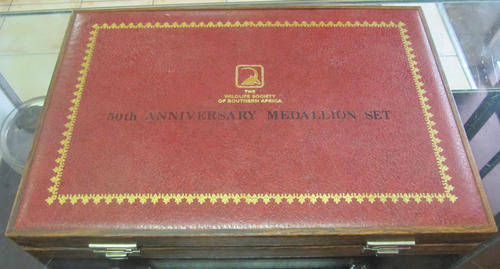 THE
WILDLIFE SOCIETY
OF SOUTHERN AFRICA
50th ANNIVERSARY MEDALLION SET